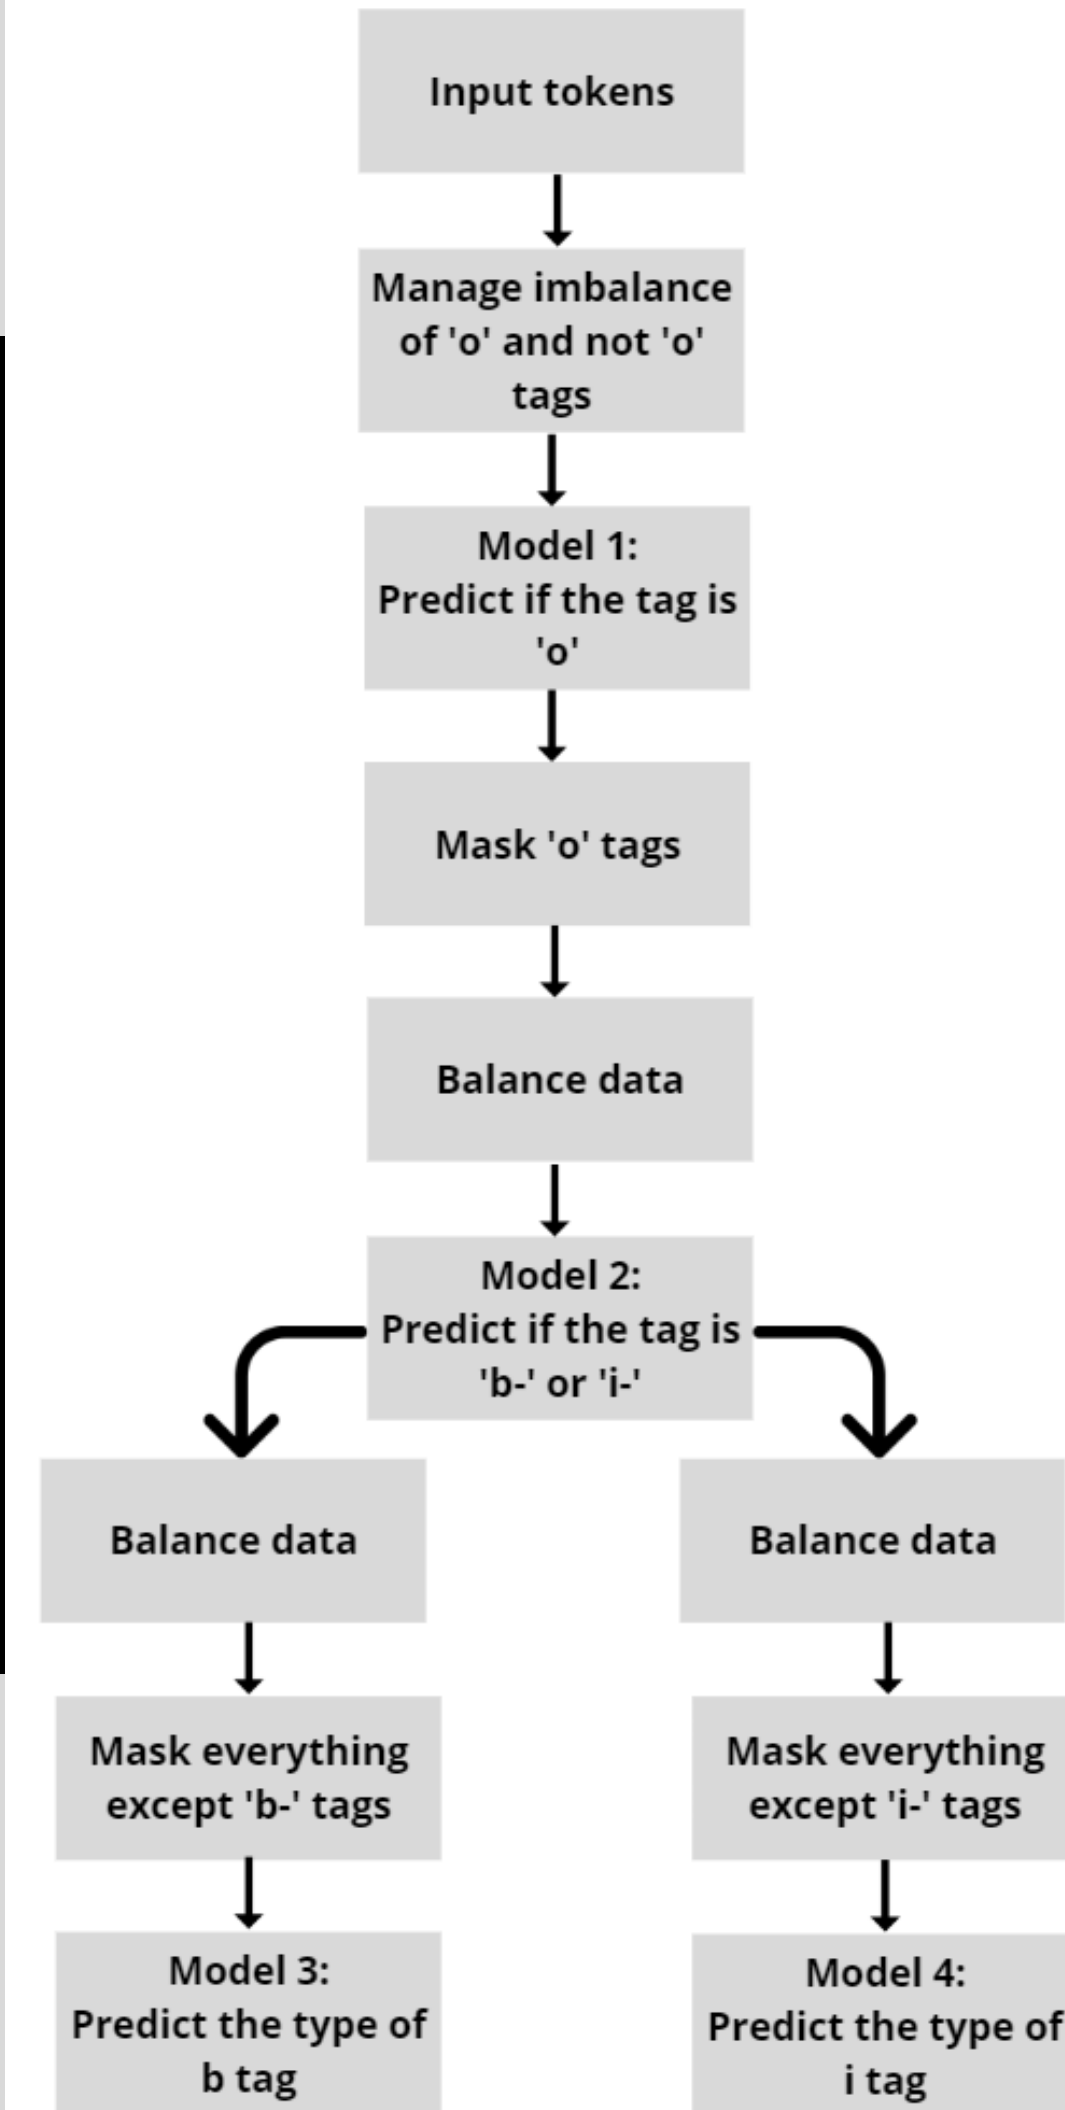 Input tokens
Manage imbalance
of 'o' and not 'o'
tags
Model 1:
Predict if the tag is
'o'
Mask 'o' tags
Balance data
Model 2:
Predict if the tag is
'b-' or 'i-'
Balance data
Balance data
Mask everything
except 'b-' tags
Mask everything
except 'i-' tags
Model 3:
Predict the type of
b tag
Model 4:
Predict the type of
i tag